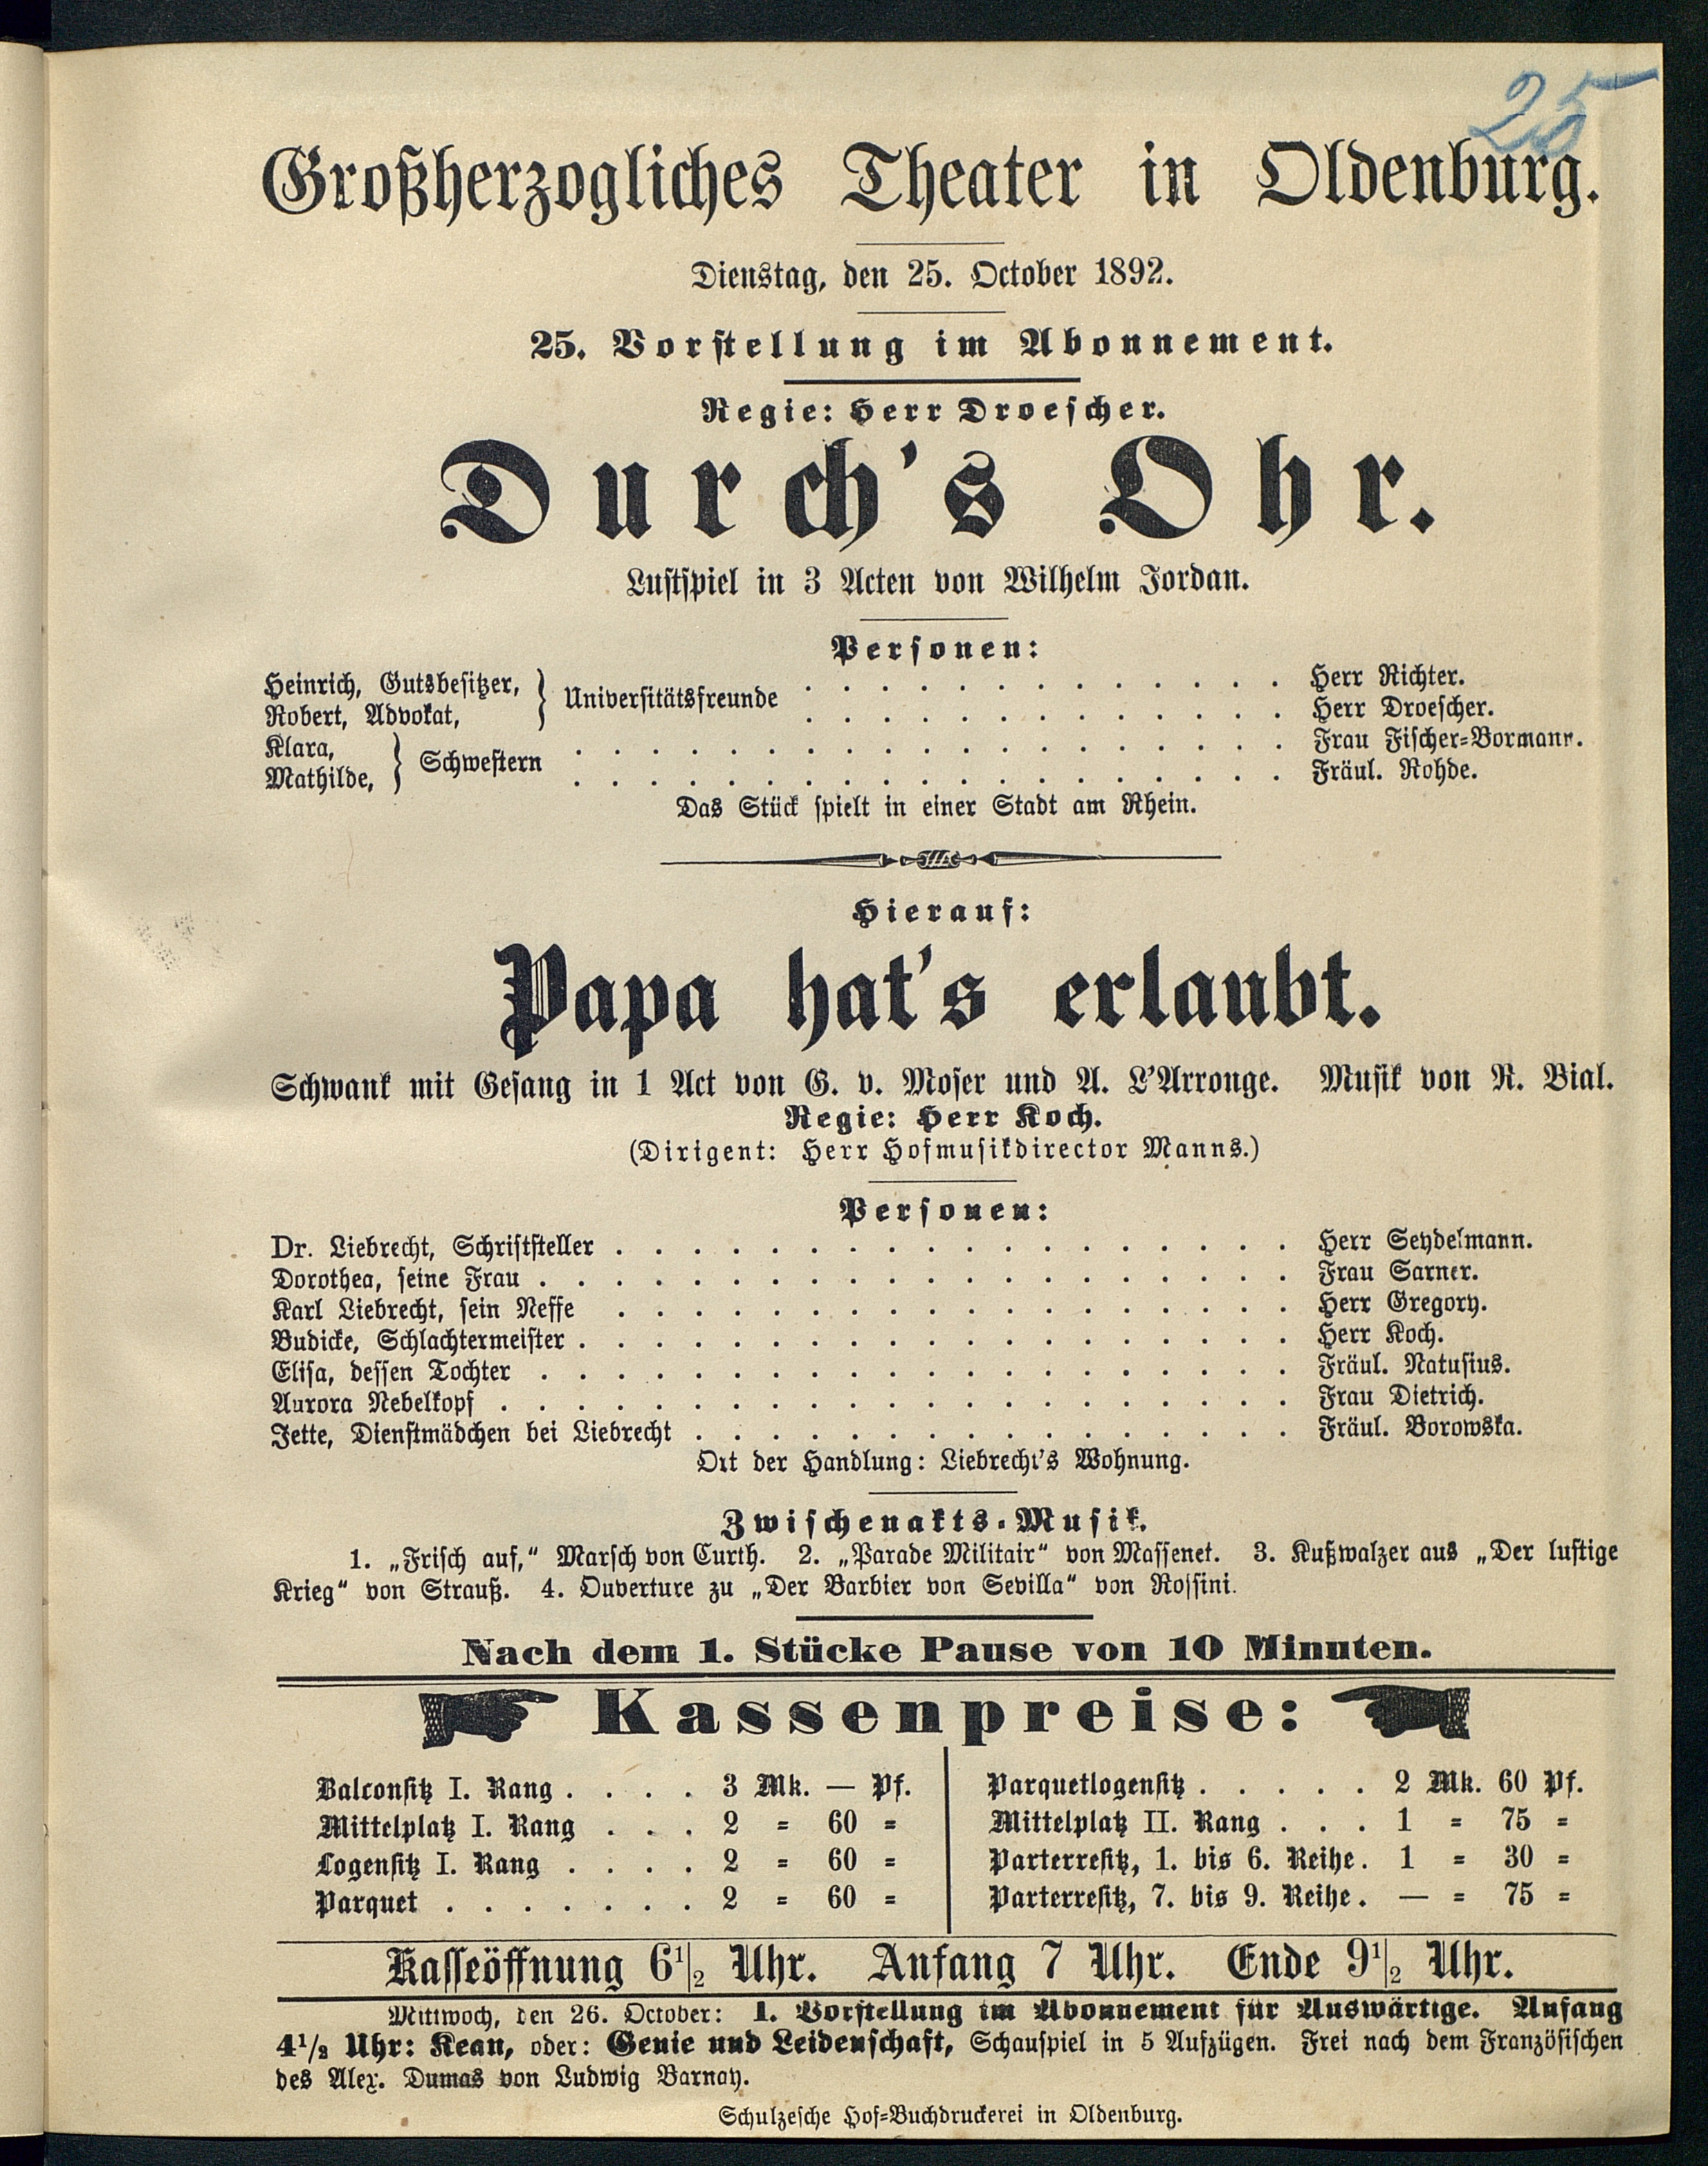 25
Großherzogliches Theater in Oldenburg.
Dienstag, den 25. October 1892.
25. Vorstellung im Abonnement.
Regie: Herr Droescher.
Durch's Ohr.
Lustspiel in 3 Acten von Wilhelm Jordan.
Personen:
Heinrich, Gutsbesitzer, } Universitätsfreunde . . . . . . . . . . . . . Herr Richter.
Robert, Advokat, . . . . . . . . . . . . . Herr Droescher.
Klara, } Schwestern . . . . . . . . . . . . . . . . . . . Frau Fischer=Bormann.
Mathilde, . . . . . . . . . . . . . . . . . . . Fräul. Rohde.
Das Stück spielt in einer Stadt am Rhein.
Hierauf:
Papa hat's erlaubt.
Schwank mit Gesang in 1 Act von G. v. Moser und A. L'Arronge. Musik von R. Bial.
Regie: Herr Koch.
(Dirigent: Herr Hofmusikdirector Manns.)
Personen:
Dr. Liebrecht, Schriftsteller . . . . . . . . . . . . . . . . . . Herr Seydelmann.
Dorothea, seine Frau . . . . . . . . . . . . . . . . . . . . Frau Sarner.
Karl Liebrecht, sein Neffe . . . . . . . . . . . . . . . . . . Herr Gregory.
Budicke, Schlachtermeister . . . . . . . . . . . . . . . . . . . Herr Koch.
Elisa, dessen Tochter . . . . . . . . . . . . . . . . . . . . Fräul. Natusius.
Aurora Nebelkopf . . . . . . . . . . . . . . . . . . . . . Frau Dietrich.
Jette, Dienstmädchen bei Liebrecht . . . . . . . . . . . . . . . . Fräul. Borowska.
Ort der Handlung: Liebrecht's Wohnung.
Zwischenakts=Musik.
1. „Frisch auf,“ Marsch von Curth. 2. „Parade Militair“ von Massenet. 3. Kußwalzer aus „Der lustige
Krieg“ von Strauß. 4. Ouverture zu „Der Barbier von Sevilla“ von Rossini.
Nach dem 1. Stücke Pause von 10 Minuten.
Kassenpreise:
Balconsitz I. Rang . . . . 3 Mk. — Pf.
Mittelplatz I. Rang . . . 2 = 60 =
Logensitz I. Rang . . . . 2 = 60 =
Parquet . . . . . . . 2 = 60 =
Parquetlogensitz . . . . . 2 Mk. 60 Pf.
Mittelplatz II. Rang . . . 1 = 75 =
Parterresitz, 1. bis 6. Reihe. 1 = 30 =
Parterresitz, 7. bis 9. Reihe. — = 75 =
Kasseöffnung 6 1/2 Uhr. Anfang 7 Uhr. Ende 9 1/2 Uhr.
Mittwoch, den 26. October: 1. Vorstellung im Abonnement für Auswärtige. Anfang
4 1/2 Uhr: Kean, oder: Genie und Leidenschaft, Schauspiel in 5 Aufzügen. Frei nach dem Französischen
des Alex. Dumas von Ludwig Barnay.
Schulzesche Hof=Buchdruckerei in Oldenburg.